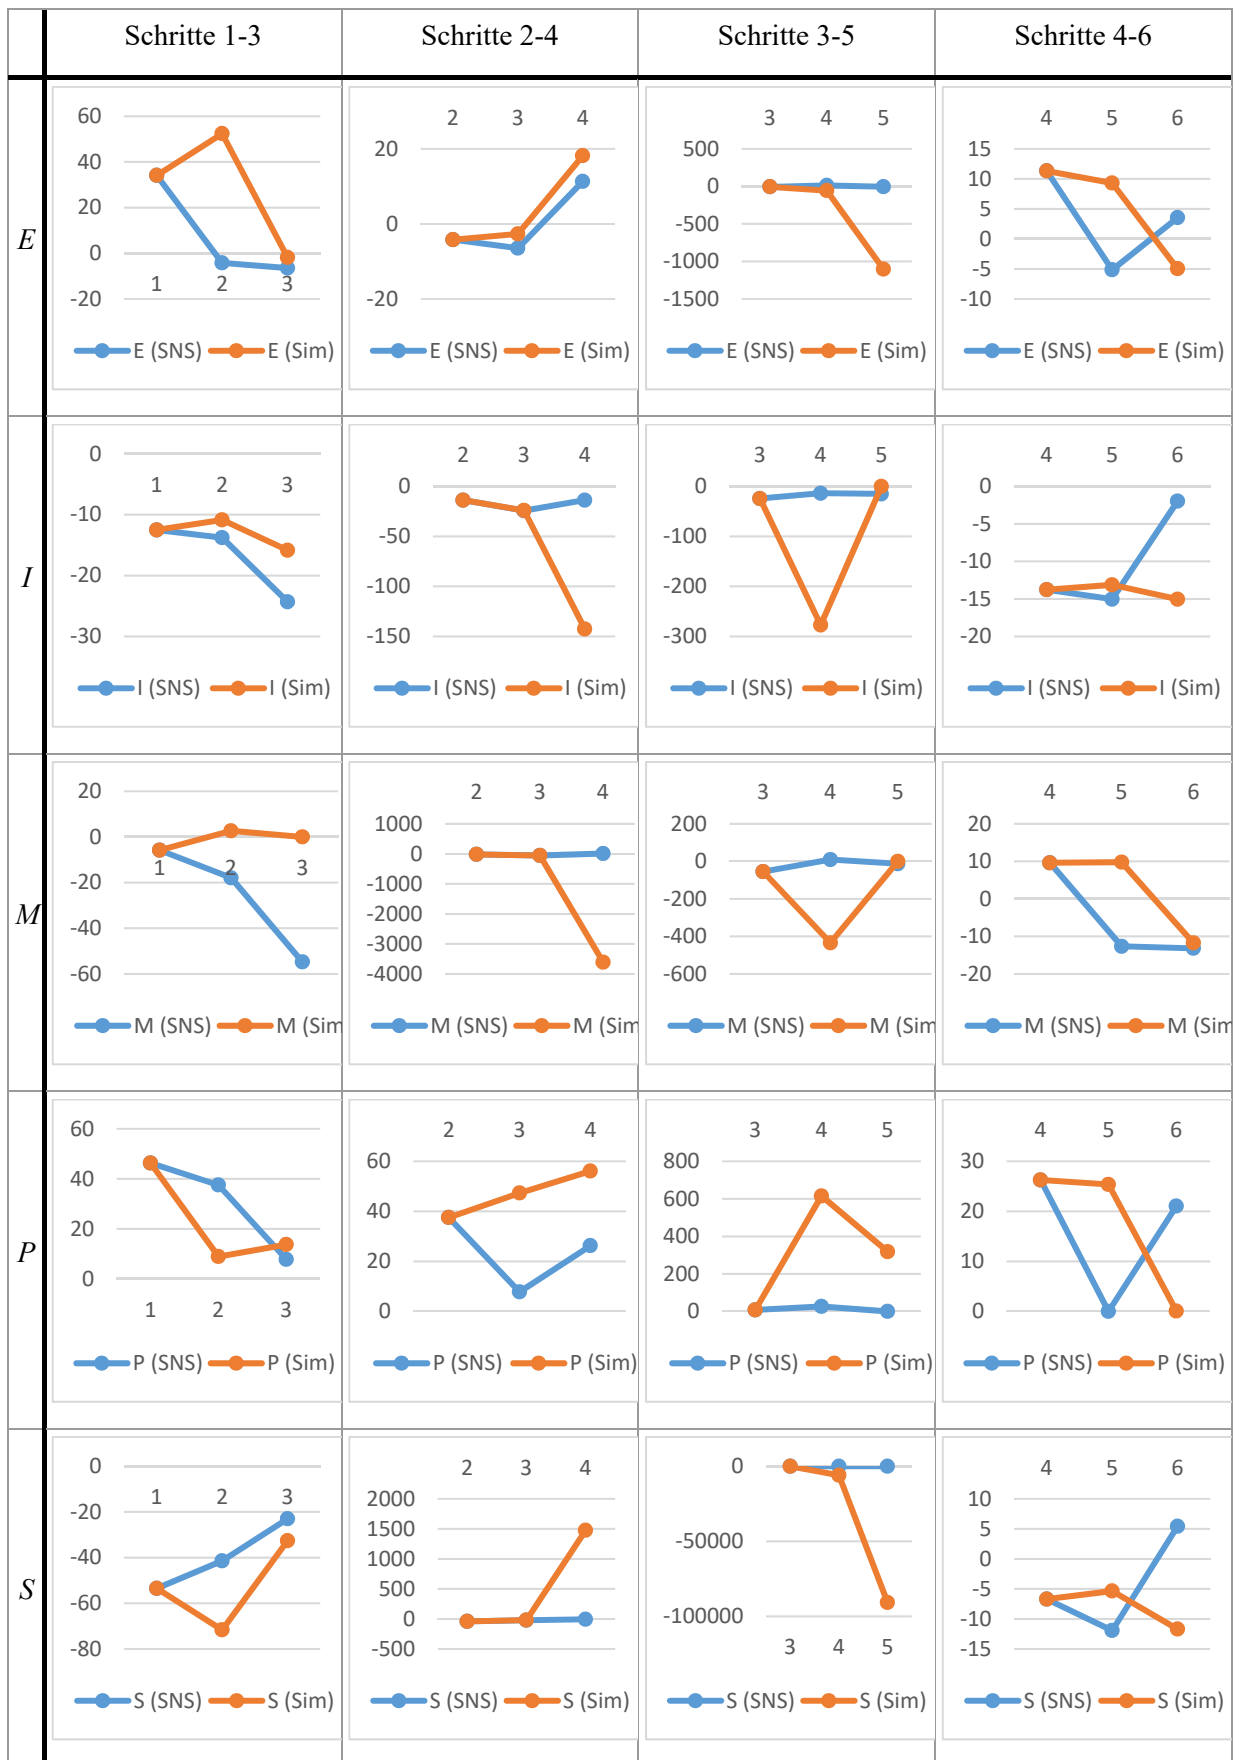 Schritte 1-3 Schritte 2-4 Schritte 3-5 Schritte 4-6
E
60
40
20
0
-20
1 2 3
E (SNS) E (Sim)
2 3 4
20
0
-20
E (SNS) E (Sim)
3 4 5
500
0
-500
-1000
-1500
E (SNS) E (Sim)
4 5 6
15
10
5
0
-5
-10
E (SNS) E (Sim)
I
0
-10
-20
-30
1 2 3
I (SNS) I (Sim)
2 3 4
0
-50
-100
-150
I (SNS) I (Sim)
3 4 5
0
-100
-200
-300
I (SNS) I (Sim)
4 5 6
0
-5
-10
-15
-20
I (SNS) I (Sim)
M
20
0
-20
-40
-60
1 2 3
M (SNS) M (Sim
2 3 4
1000
0
-1000
-2000
-3000
-4000
M (SNS) M (Sim
3 4 5
200
0
-200
-400
-600
M (SNS) M (Sim
4 5 6
20
10
0
-10
-20
M (SNS) M (Sim
P
60
40
20
0
1 2 3
P (SNS) P (Sim)
2 3 4
60
40
20
0
P (SNS) P (Sim)
3 4 5
800
600
400
200
0
P (SNS) P (Sim)
4 5 6
30
20
10
0
P (SNS) P (Sim)
S
0
-20
-40
-60
-80
1 2 3
S (SNS) S (Sim)
2 3 4
2000
1500
1000
500
0
-500
S (SNS) S (Sim)
0
-50000
-100000
3 4 5
S (SNS) S (Sim)
4 5 6
10
5
0
-5
-10
-15
S (SNS) S (Sim)